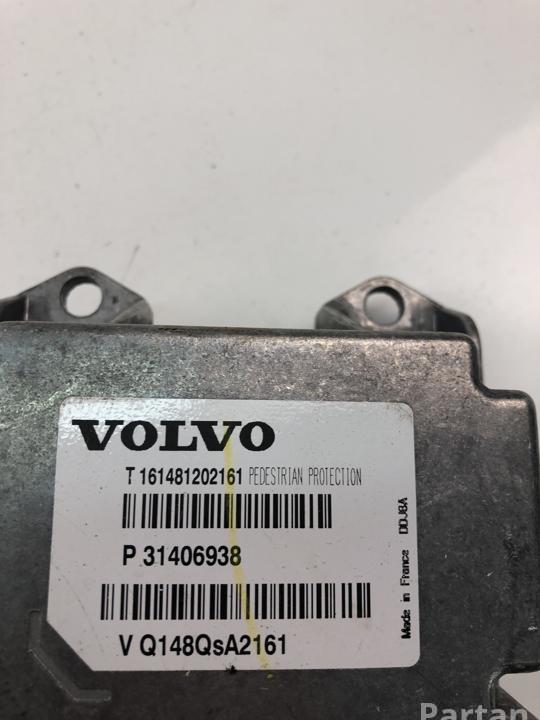 VOLVO
T 161481202161 PEDESTRIAN PROTECTION
P 31406938
V Q148QsA2161
Made in France DDJ8A
Partan